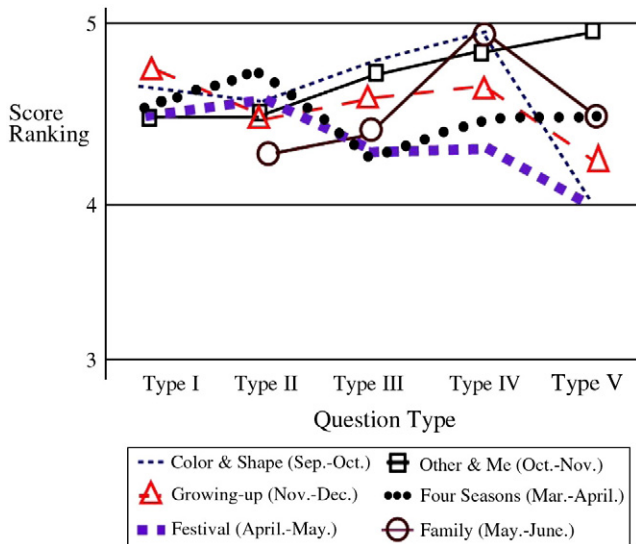 5
Score
Ranking
4
3
Type I Type II Type III Type IV Type V
Question Type
Color & Shape (Sep.-Oct.) Other & Me (Oct.-Nov.)
Growing-up (Nov.-Dec.) Four Seasons (Mar.-April.)
Festival (April.-May.) Family (May.-June.)